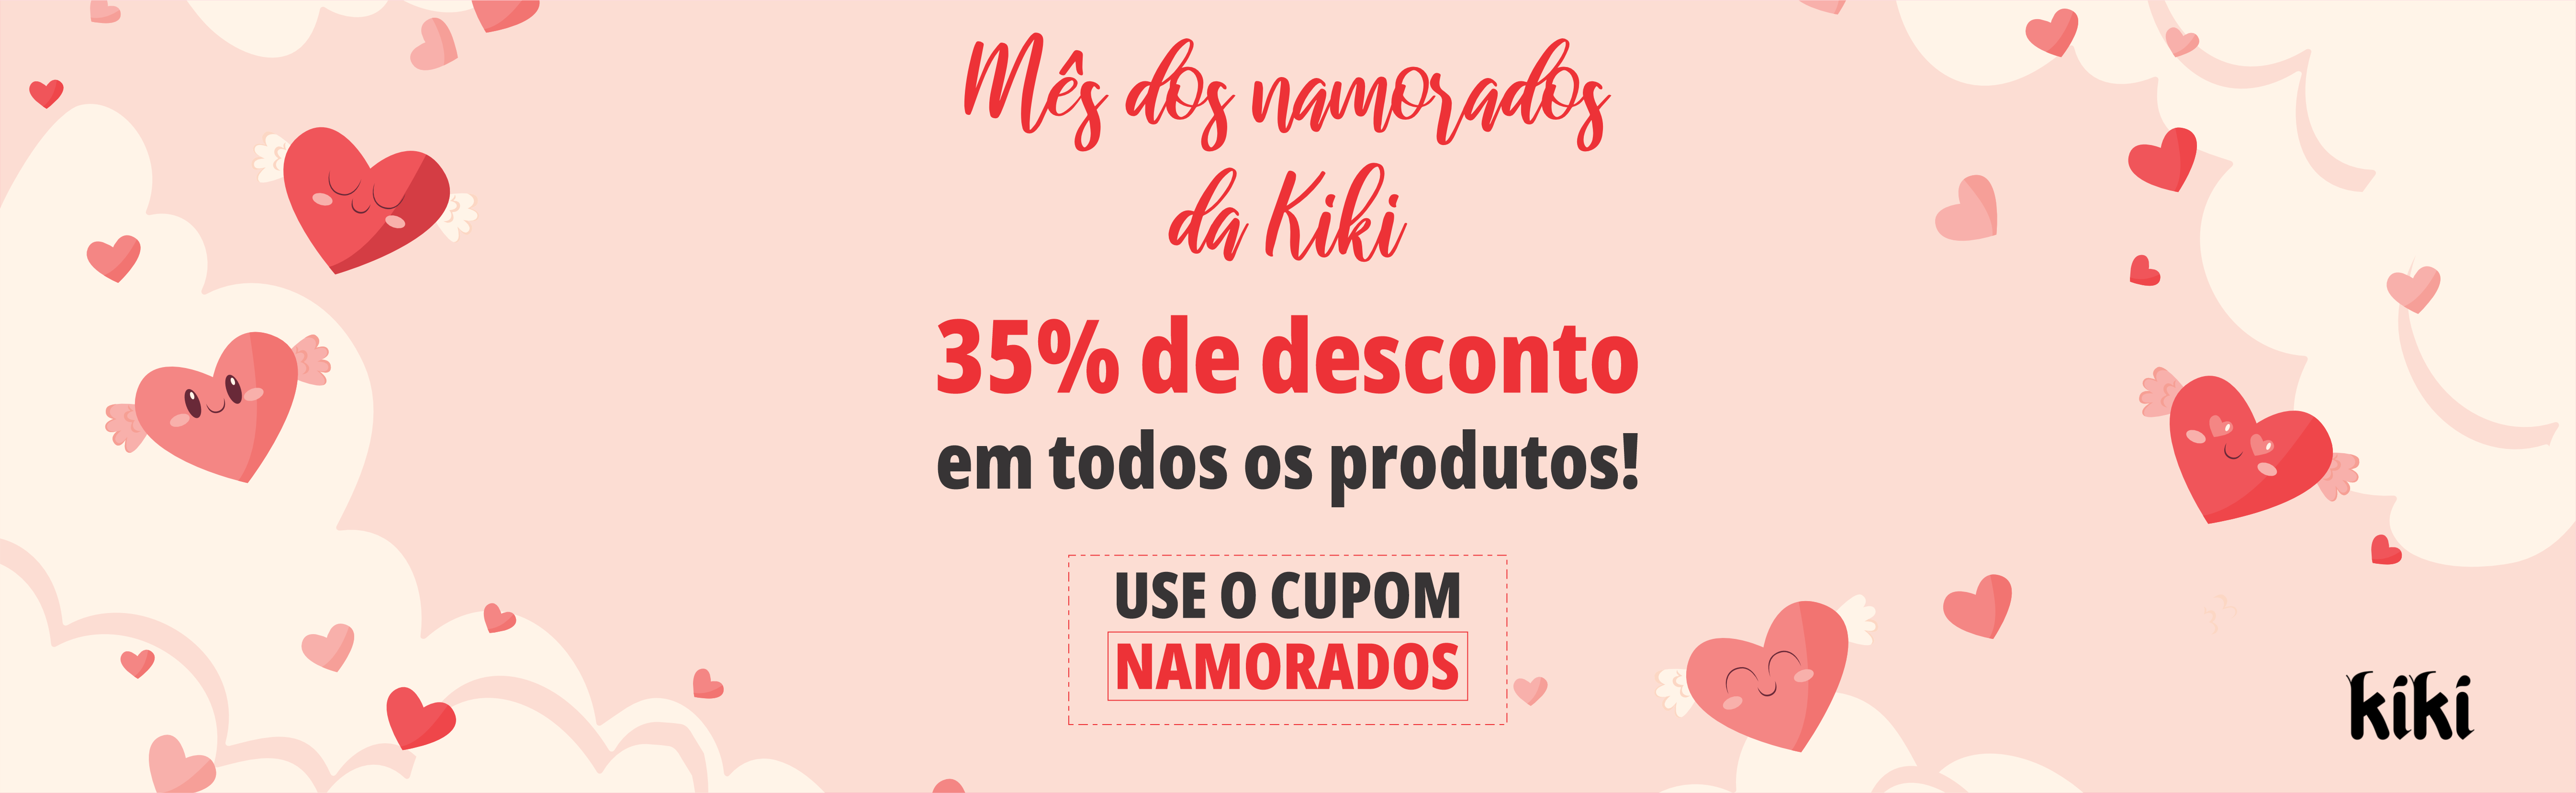 Mês dos namorados
da Kiki
35% de desconto
em todos os produtos!
USE O CUPOM
NAMORADOS
kiki